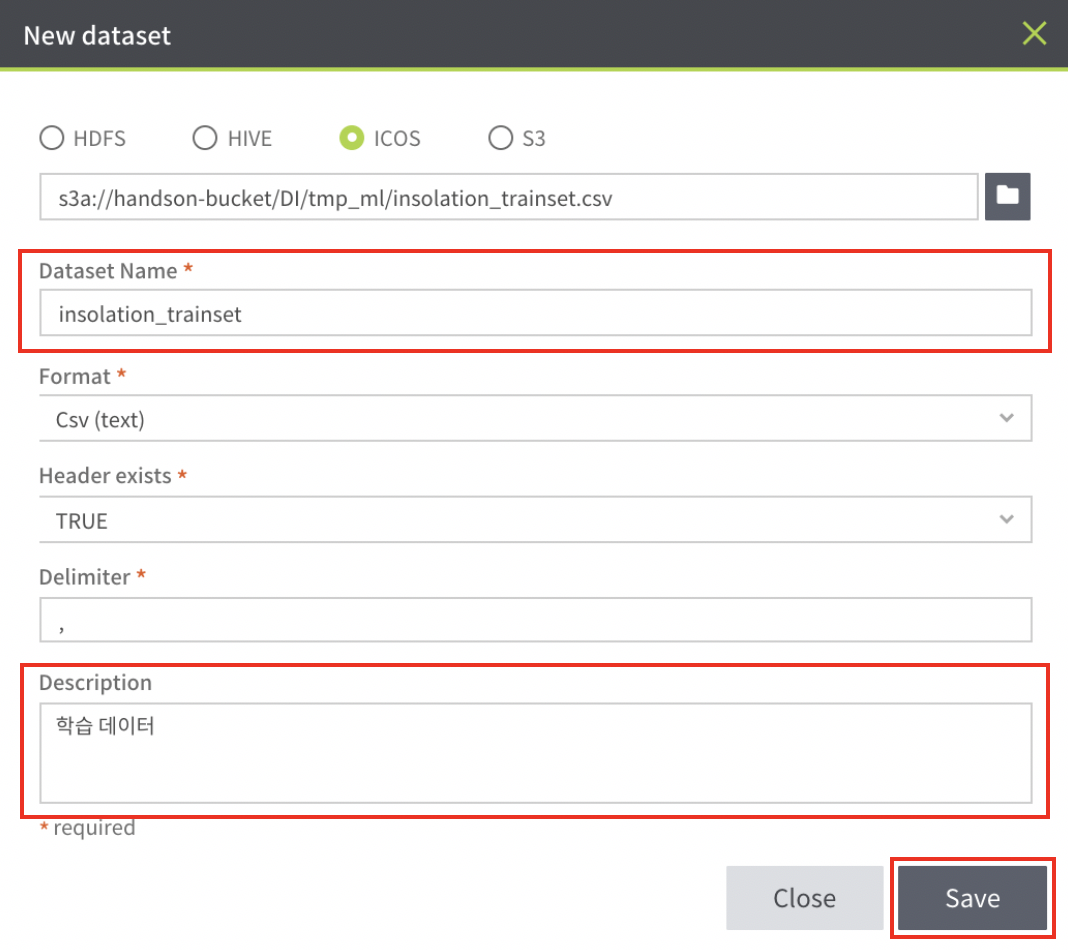 New dataset
HDFS HIVE ICOS S3
s3a://handson-bucket/DI/tmp_ml/insolation_trainset.csv
Dataset Name *
insolation_trainset
Format *
Csv (text)
Header exists *
TRUE
Delimiter *
,
Description
학습 데이터
* required
Close Save